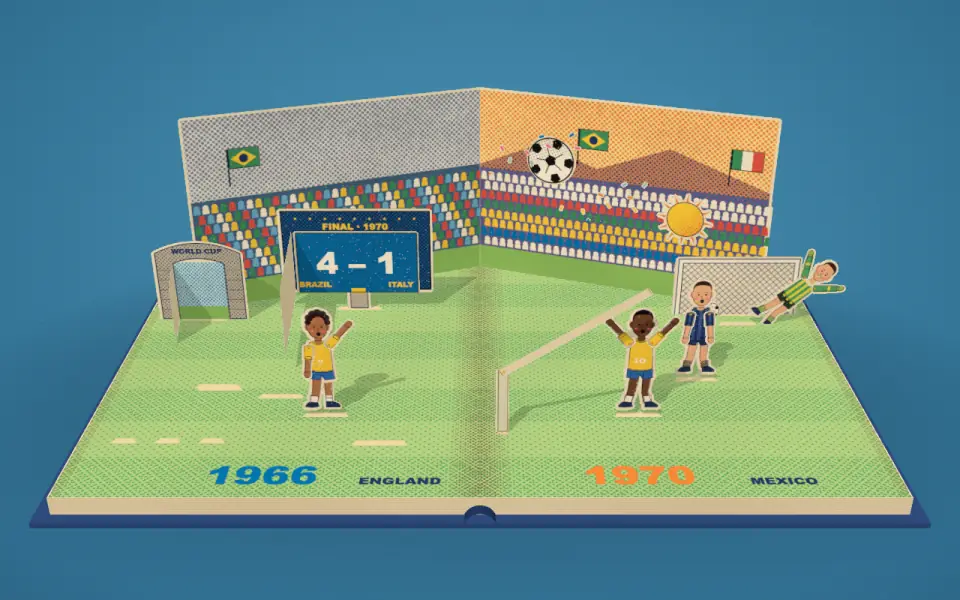 WORLD CUP
FINAL • 1970
4 – 1
BRAZIL ITALY
10
1966 ENGLAND
1970 MEXICO